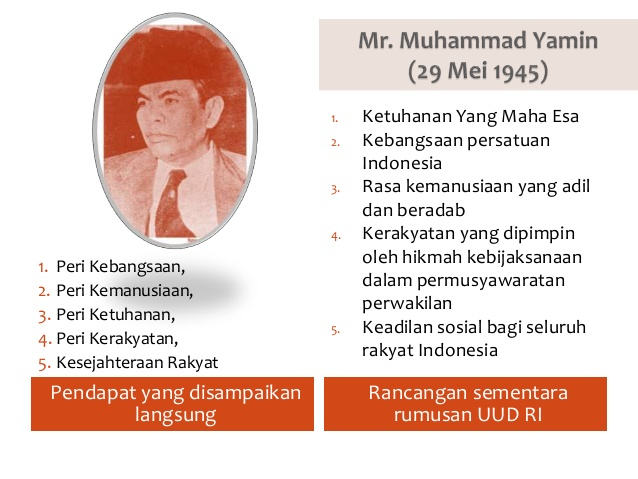 Mr. Muhammad Yamin
(29 Mei 1945)
1. Ketuhanan Yang Maha Esa
2. Kebangsaan persatuan
Indonesia
3. Rasa kemanusiaan yang adil
dan beradab
4. Kerakyatan yang dipimpin
oleh hikmah kebijaksanaan
dalam permusyawaratan
perwakilan
5. Keadilan sosial bagi seluruh
rakyat Indonesia
Rancangan sementara
rumusan UUD RI
1. Peri Kebangsaan,
2. Peri Kemanusiaan,
3. Peri Ketuhanan,
4. Peri Kerakyatan,
5. Kesejahteraan Rakyat
Pendapat yang disampaikan
langsung